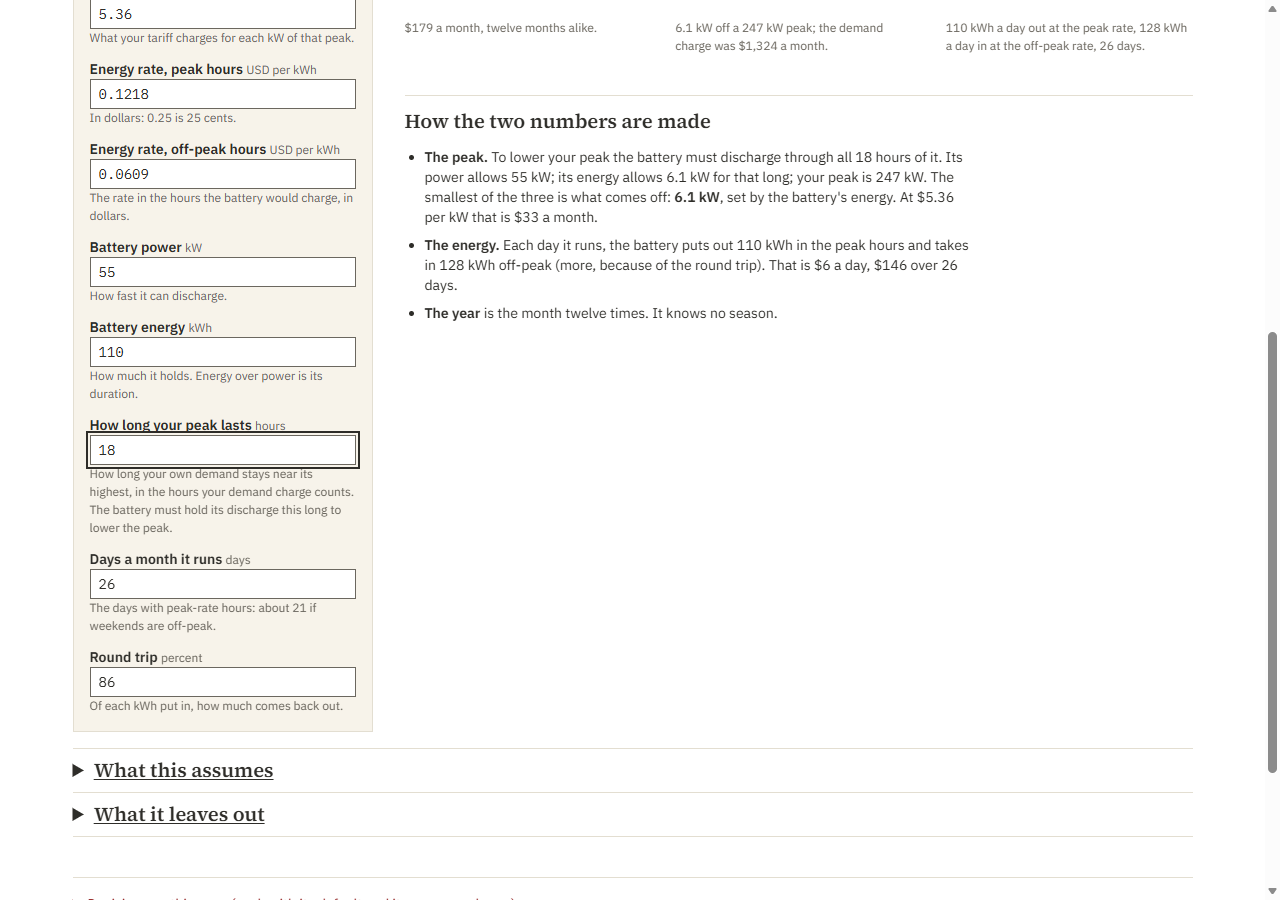 5.36
What your tariff charges for each kW of that peak.
Energy rate, peak hours USD per kWh
0.1218
In dollars: 0.25 is 25 cents.
Energy rate, off-peak hours USD per kWh
0.0609
The rate in the hours the battery would charge, in
dollars.
Battery power kW
55
How fast it can discharge.
Battery energy kWh
110
How much it holds. Energy over power is its
duration.
How long your peak lasts hours
18
How long your own demand stays near its
highest, in the hours your demand charge counts.
The battery must hold its discharge this long to
lower the peak.
Days a month it runs days
26
The days with peak-rate hours: about 21 if
weekends are off-peak.
Round trip percent
86
Of each kWh put in, how much comes back out.
$179 a month, twelve months alike.
6.1 kW off a 247 kW peak; the demand
charge was $1,324 a month.
110 kWh a day out at the peak rate, 128 kWh
a day in at the off-peak rate, 26 days.
How the two numbers are made
• The peak. To lower your peak the battery must discharge through all 18 hours of it. Its
power allows 55 kW; its energy allows 6.1 kW for that long; your peak is 247 kW. The
smallest of the three is what comes off: 6.1 kW, set by the battery's energy. At $5.36
per kW that is $33 a month.
• The energy. Each day it runs, the battery puts out 110 kWh in the peak hours and takes
in 128 kWh off-peak (more, because of the round trip). That is $6 a day, $146 over 26
days.
• The year is the month twelve times. It knows no season.
What this assumes
What it leaves out